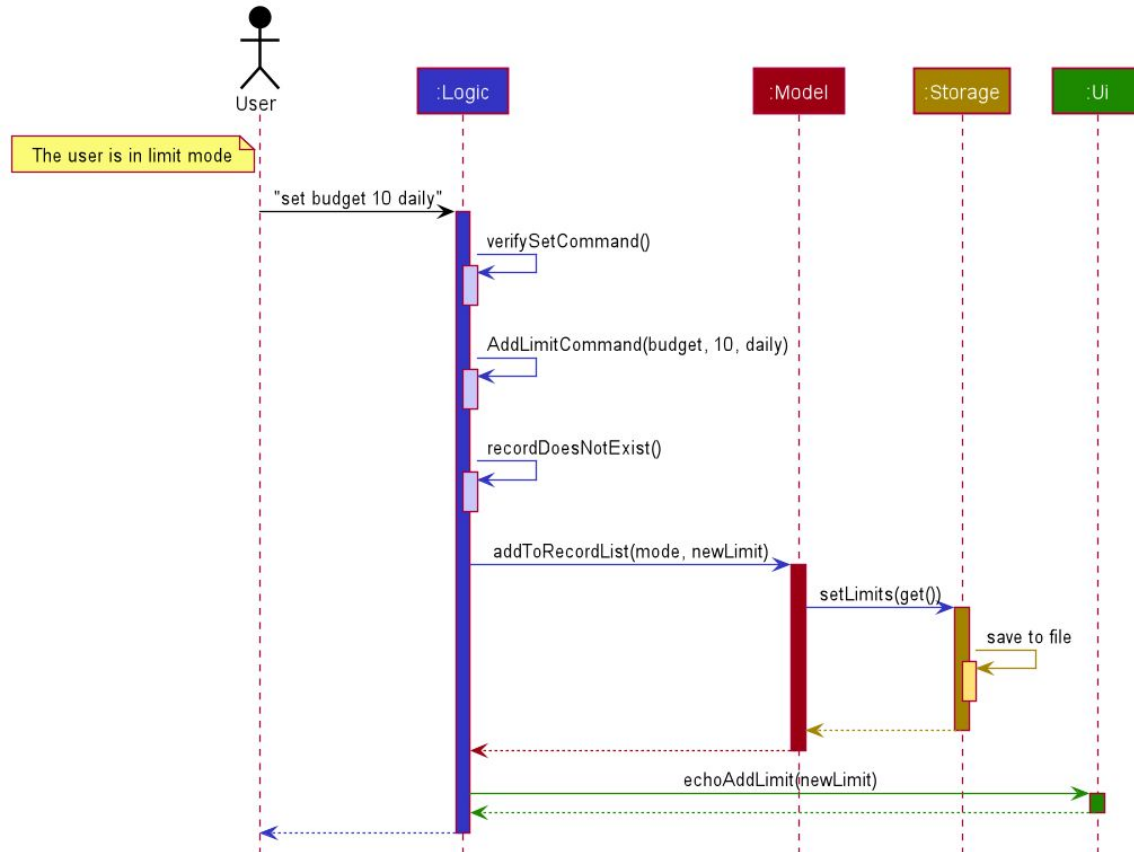 User
:Logic
:Model
:Storage
:Ui
The user is in limit mode
"set budget 10 daily"
verifySetCommand()
AddLimitCommand(budget, 10, daily)
recordDoesNotExist()
addToRecordList(mode, newLimit)
setLimits(get())
save to file
echoAddLimit(newLimit)